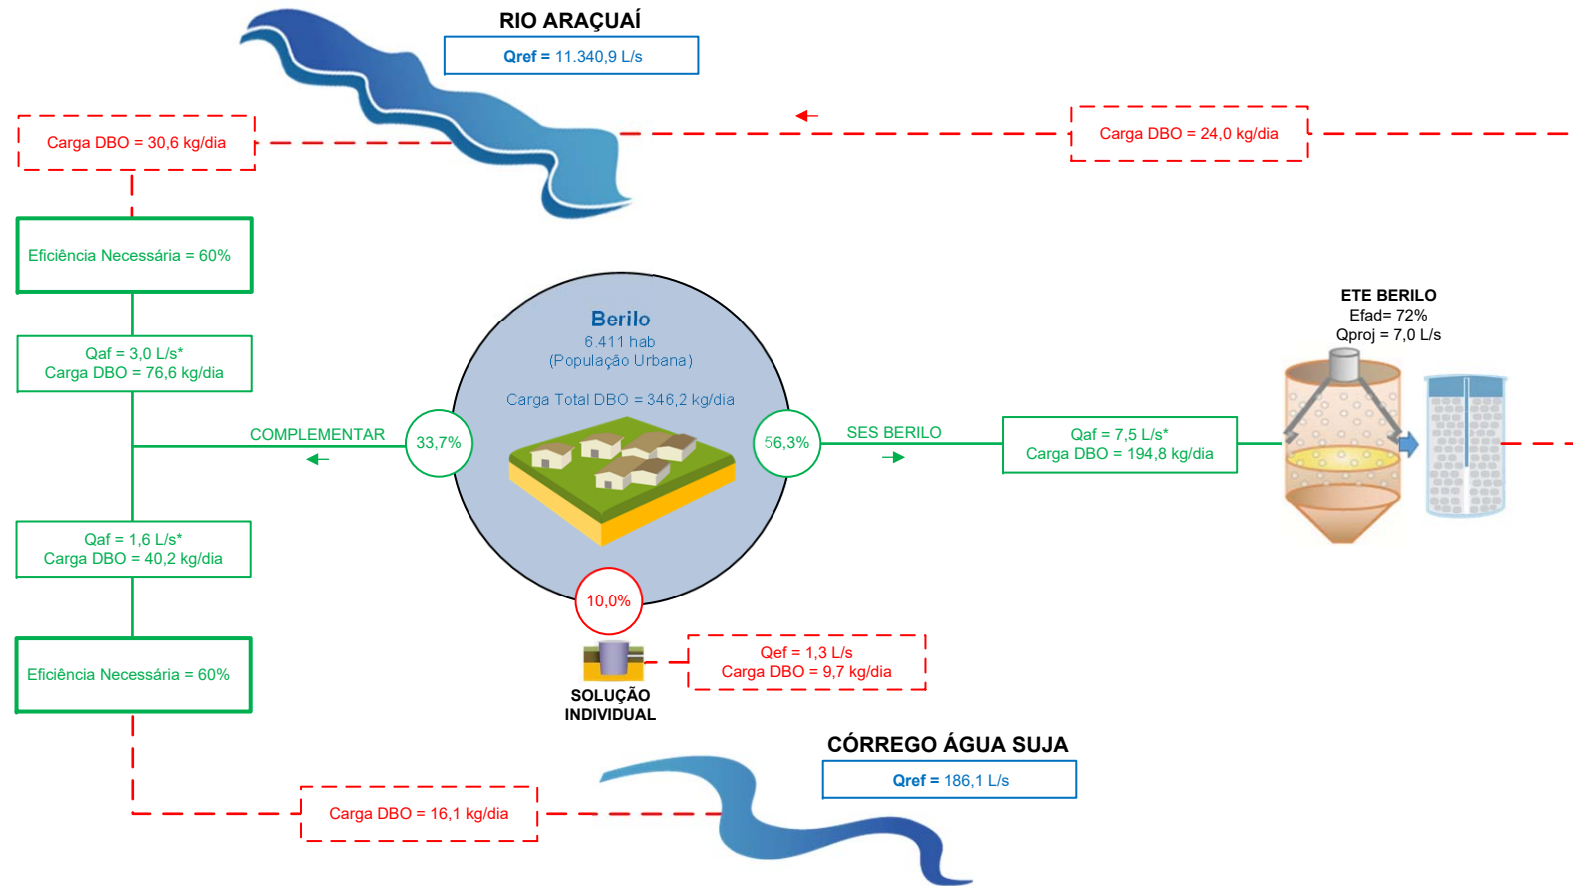 RIO ARAÇUAÍ
Qref = 11.340,9 L/s
Carga DBO = 30,6 kg/dia
Carga DBO = 24,0 kg/dia
Eficiência Necessária = 60%
ETE BERILO
Efad= 72%
Qproj = 7,0 L/s
Berilo
6.411 hab
(População Urbana)
Carga Total DBO = 346,2 kg/dia
Qaf = 3,0 L/s*
Carga DBO = 76,6 kg/dia
COMPLEMENTAR
33,7%
56,3%
SES BERILO
Qaf = 7,5 L/s*
Carga DBO = 194,8 kg/dia
Qaf = 1,6 L/s*
Carga DBO = 40,2 kg/dia
10,0%
Eficiência Necessária = 60%
Qef = 1,3 L/s
Carga DBO = 9,7 kg/dia
SOLUÇÃO
INDIVIDUAL
CÓRREGO ÁGUA SUJA
Qref = 186,1 L/s
Carga DBO = 16,1 kg/dia